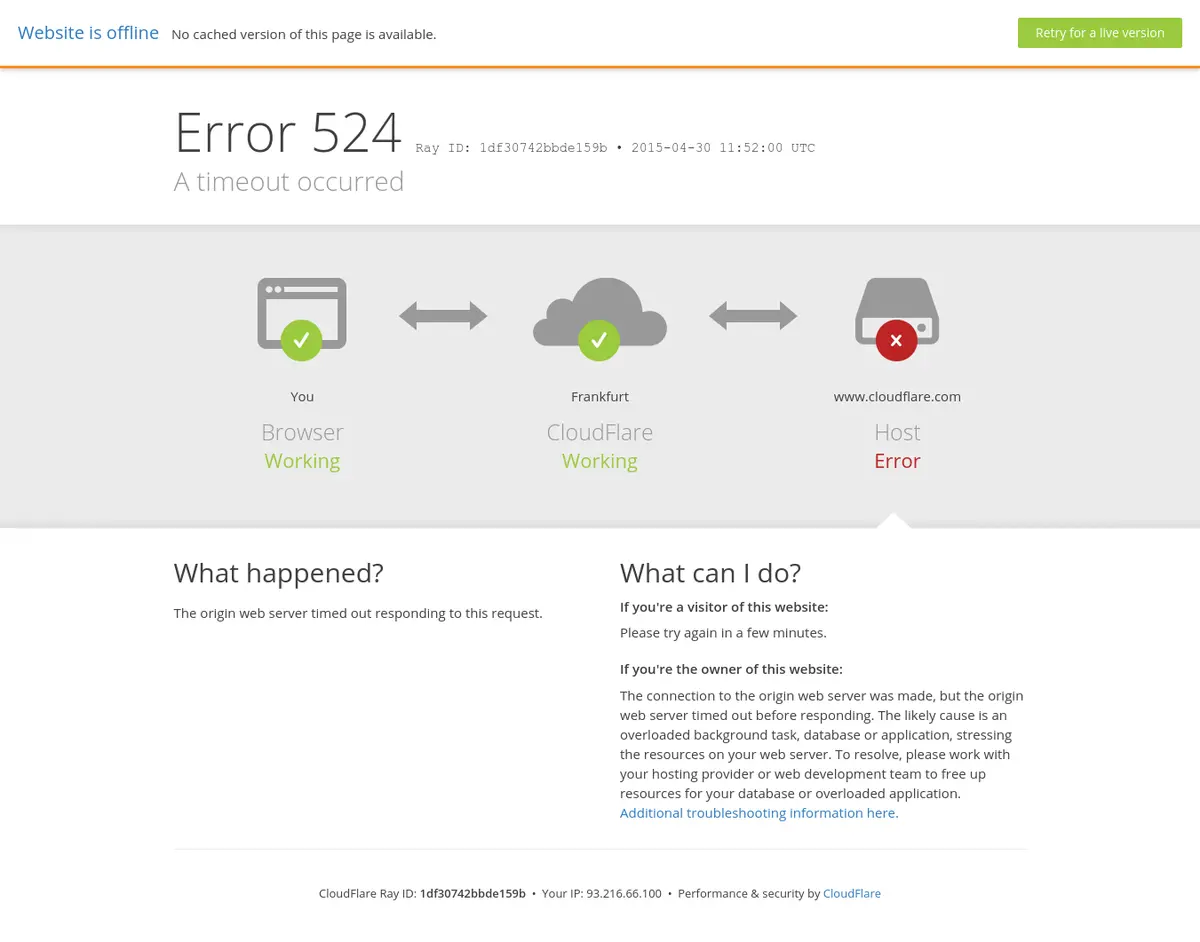 Website is offline No cached version of this page is available. Retry for a live version
Error 524 Ray ID: 1df30742bbde159b • 2015-04-30 11:52:00 UTC
A timeout occurred
You
Browser
Working
Frankfurt
CloudFlare
Working
www.cloudflare.com
Host
Error
What happened?
The origin web server timed out responding to this request.
What can I do?
If you're a visitor of this website:
Please try again in a few minutes.
If you're the owner of this website:
The connection to the origin web server was made, but the origin
web server timed out before responding. The likely cause is an
overloaded background task, database or application, stressing
the resources on your web server. To resolve, please work with
your hosting provider or web development team to free up
resources for your database or overloaded application.
Additional troubleshooting information here.
CloudFlare Ray ID: 1df30742bbde159b • Your IP: 93.216.66.100 • Performance & security by CloudFlare